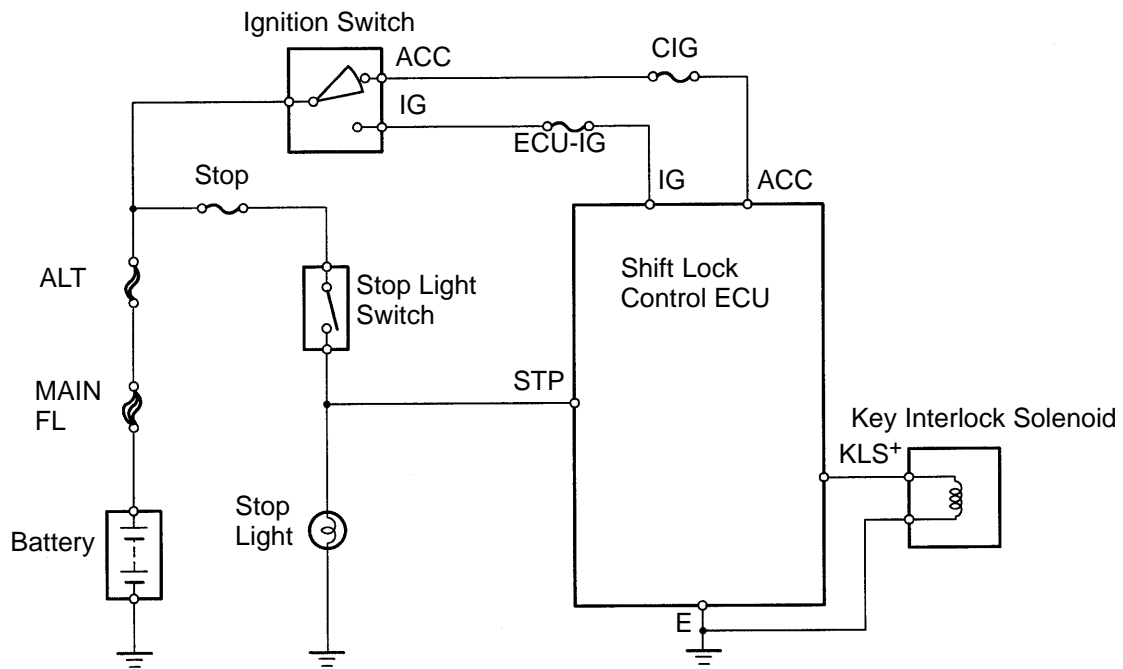 Ignition Switch
ACC
CIG
IG
ECU-IG
Stop
IG
ACC
ALT
Stop Light
Switch
Shift Lock
Control ECU
MAIN
FL
STP
Key Interlock Solenoid
KLS+
Stop
Light
Battery
E